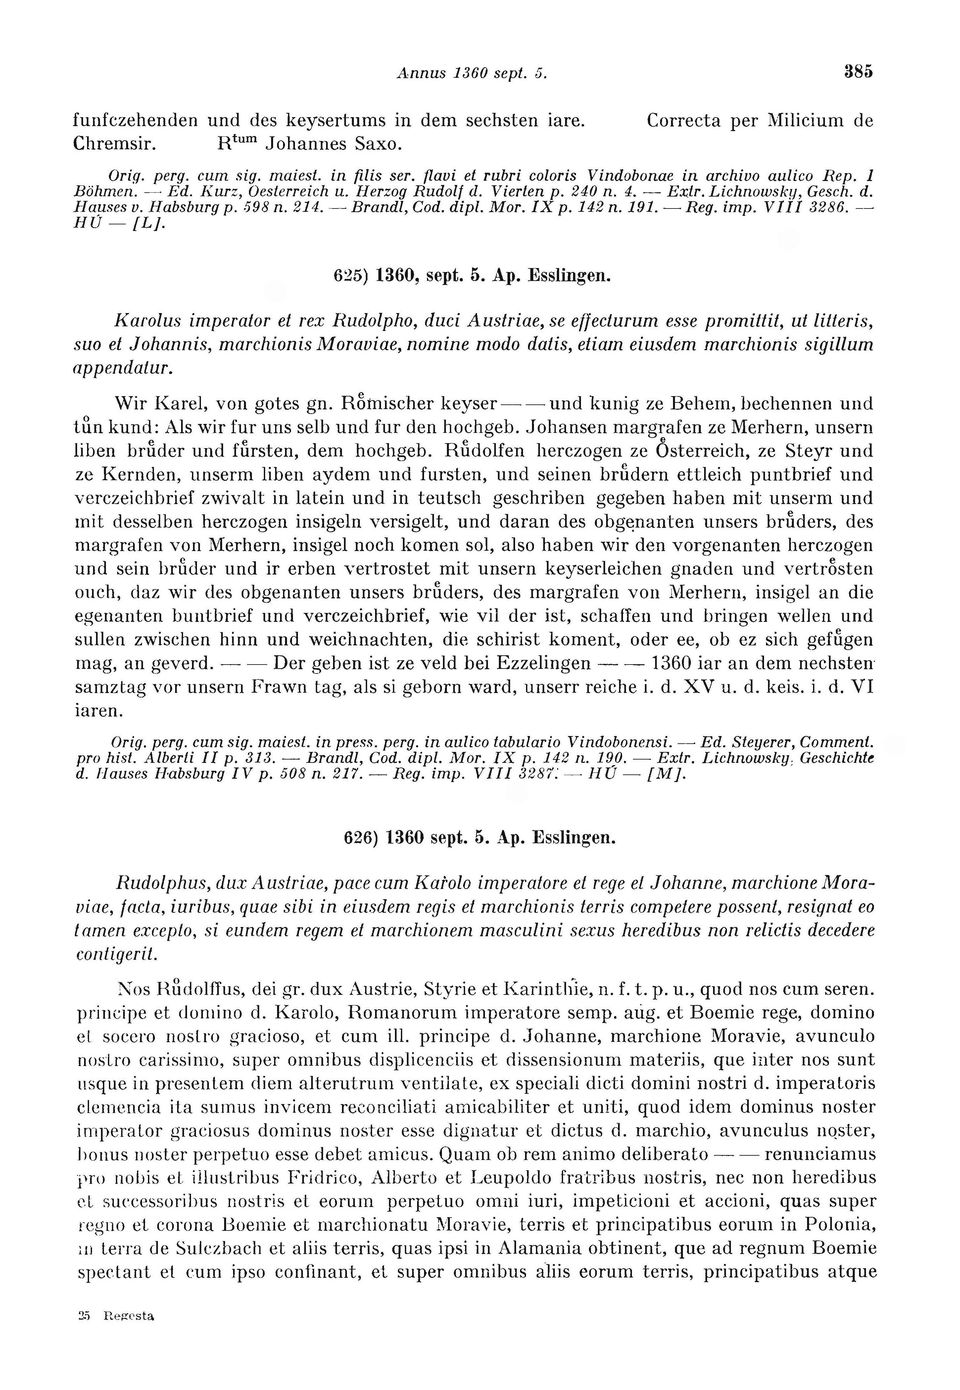 Annus 1360 sept. 5. 385
funfczehenden und des keysertums in dem sechsten iare. Correcta per Milicium de
Chremsir. Rtum Johannes Saxo.
Orig. perg. cum sig. maiest. in filis ser. flavi et rubri coloris Vindobonae in archivo aulico Rep. I
Böhmen. — Ed. Kurz, Oesterreich u. Herzog Rudolf d. Vierten p. 240 n. 4. — Extr. Lichnowsky, Gesch. d.
Hauses v. Habsburg p. 598 n. 214. — Brandl, Cod. dipl. Mor. IX p. 142 n. 191. — Reg. imp. VIII 3286. —
HÚ — [L].
625) 1360, sept. 5. Ap. Esslingen.
Karolus imperator et rex Rudolpho, duci Austriae, se effecturum esse promittit, ut litteris,
suo et Johannis, marchionis Moraviae, nomine modo datis, etiam eiusdem marchionis sigillum
appendatur.
Wir Karel, von gotes gn. Roͤmischer keyser — — und kunig ze Behem, bechennen und
tůn kund: Als wir fur uns selb und fur den hochgeb. Johansen margrafen ze Merhern, unsern
liben bruͤder und fuͤrsten, dem hochgeb. Ruͤdolfen herczogen ze Oͤsterreich, ze Steyr und
ze Kernden, unserm liben aydem und fursten, und seinen bruͤdern ettleich puntbrief und
verczeichbrief zwivalt in latein und in teutsch geschriben gegeben haben mit unserm und
mit desselben herczogen insigeln versigelt, und daran des obgenanten unsers bruͤders, des
margrafen von Merhern, insigel noch komen sol, also haben wir den vorgenanten herczogen
und sein bruͤder und ir erben vertrostet mit unsern keyserleichen gnaden und vertroͤsten
ouch, daz wir des obgenanten unsers bruͤders, des margrafen von Merhern, insigel an die
egenanten buntbrief und verczeichbrief, wie vil der ist, schaffen und bringen wellen und
sullen zwischen hinn und weichnachten, die schirist koment, oder ee, ob ez sich gefuͤgen
mag, an geverd. — — Der geben ist ze veld bei Ezzelingen — — 1360 iar an dem nechsten
samztag vor unsern Frawn tag, als si geborn ward, unserr reiche i. d. XV u. d. keis. i. d. VI
iaren.
Orig. perg. cum sig. maiest. in press. perg. in aulico tabulario Vindobonensi. — Ed. Steyerer, Comment.
pro hist. Alberti II p. 313. — Brandl, Cod. dipl. Mor. IX p. 142 n. 190. — Extr. Lichnowsky, Geschichte
d. Hauses Habsburg IV p. 508 n. 217. — Reg. imp. VIII 3287. — HÚ — [M].
626) 1360 sept. 5. Ap. Esslingen.
Rudolphus, dux Austriae, pace cum Karolo imperatore et rege et Johanne, marchione Mora-
viae, facta, iuribus, quae sibi in eiusdem regis et marchionis terris competere possent, resignat eo
tamen excepto, si eundem regem et marchionem masculini sexus heredibus non relictis decedere
contigerit.
Nos Růdolffus, dei gr. dux Austrie, Styrie et Karinthie, n. f. t. p. u., quod nos cum seren.
principe et domino d. Karolo, Romanorum imperatore semp. aug. et Boemie rege, domino
et socero nostro gracioso, et cum ill. principe d. Johanne, marchione Moravie, avunculo
nostro carissimo, super omnibus displicenciis et dissensionum materiis, que inter nos sunt
usque in presentem diem alterutrum ventilate, ex speciali dicti domini nostri d. imperatoris
clemencia ita sumus invicem reconciliati amicabiliter et uniti, quod idem dominus noster
imperator graciosus dominus noster esse dignatur et dictus d. marchio, avunculus noster,
bonus noster perpetuo esse debet amicus. Quam ob rem animo deliberato — — renunciamus
pro nobis et illustribus Fridrico, Alberto et Leupoldo fratribus nostris, nec non heredibus
et successoribus nostris et eorum perpetuo omni iuri, impeticioni et accioni, quas super
regno et corona Boemie et marchionatu Moravie, terris et principatibus eorum in Polonia,
in terra de Sulczbach et aliis terris, quas ipsi in Alamania obtinent, que ad regnum Boemie
spectant et cum ipso confinant, et super omnibus aliis eorum terris, principatibus atque
25 Regesta